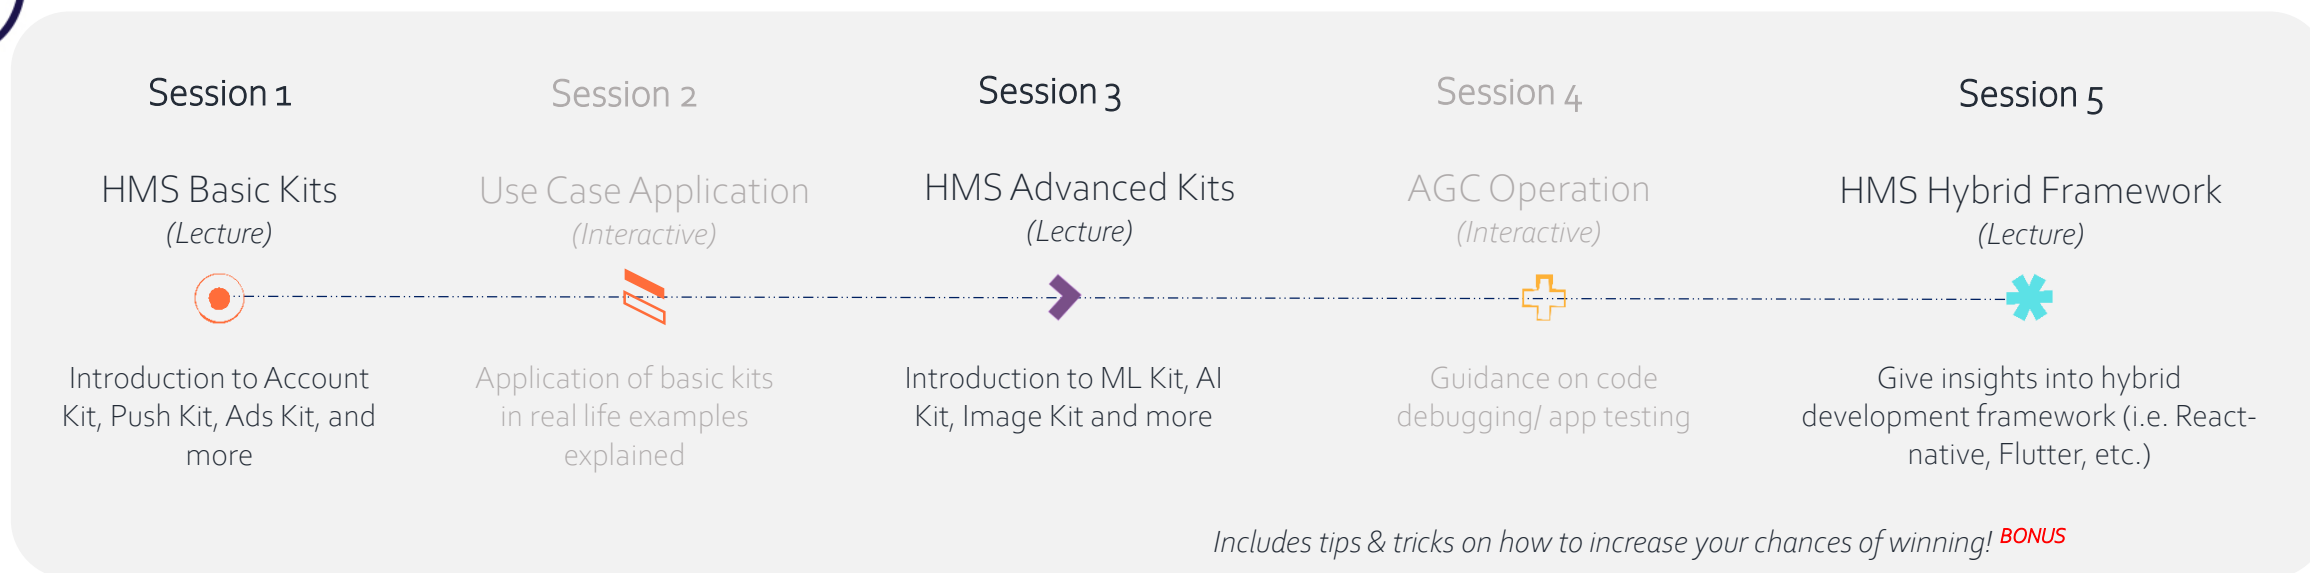 Session 1
HMS Basic Kits
(Lecture)
Introduction to Account
Kit, Push Kit, Ads Kit, and
more
Session 2
Use Case Application
(Interactive)
Application of basic kits
in real life examples
explained
Session 3
HMS Advanced Kits
(Lecture)
Introduction to ML Kit, AI
Kit, Image Kit and more
Session 4
AGC Operation
(Interactive)
Guidance on code
debugging/ app testing
Session 5
HMS Hybrid Framework
(Lecture)
Give insights into hybrid
development framework (i.e. React-
native, Flutter, etc.)
Includes tips & tricks on how to increase your chances of winning! BONUS